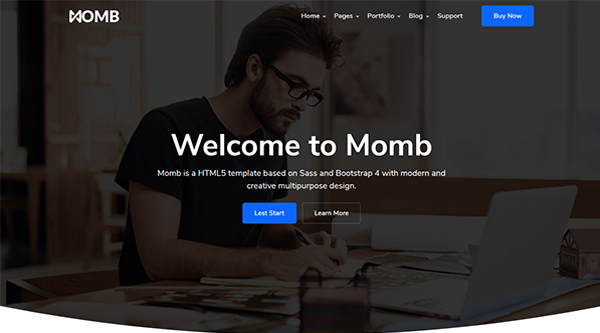 MOMB
Home Pages Portfolio Blog Support Buy Now
Welcome to Momb
Momb is a HTML5 template based on Sass and Bootstrap 4 with modern and
creative multipurpose design.
Lest Start Learn More